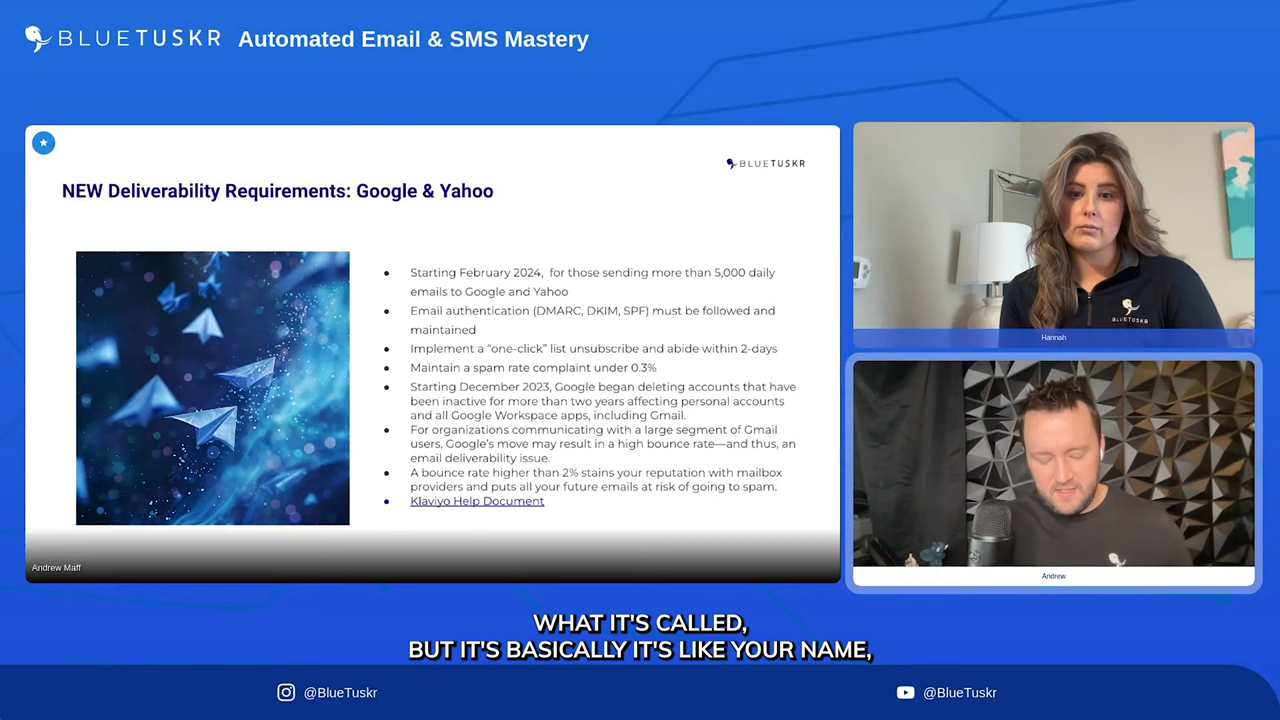 BLUETUSKR Automated Email & SMS Mastery
BLUETUSKR
NEW Deliverability Requirements: Google & Yahoo
• Starting February 2024, for those sending more than 5,000 daily
emails to Google and Yahoo
• Email authentication (DMARC, DKIM, SPF) must be followed and
maintained
• Implement a “one-click” list unsubscribe and abide within 2-days
• Maintain a spam rate complaint under 0.3%
• Starting December 2023, Google began deleting accounts that have
been inactive for more than two years affecting personal accounts
and all Google Workspace apps, including Gmail.
• For organizations communicating with a large segment of Gmail
users, Google’s move may result in a high bounce rate—and thus, an
email deliverability issue.
• A bounce rate higher than 2% stains your reputation with mailbox
providers and puts all your future emails at risk of going to spam.
• Klaviyo Help Document
Andrew Maff
BLUETUSKR
Hannah
Andrew
WHAT IT'S CALLED,
BUT IT'S BASICALLY IT'S LIKE YOUR NAME,
@BlueTuskr
@BlueTuskr